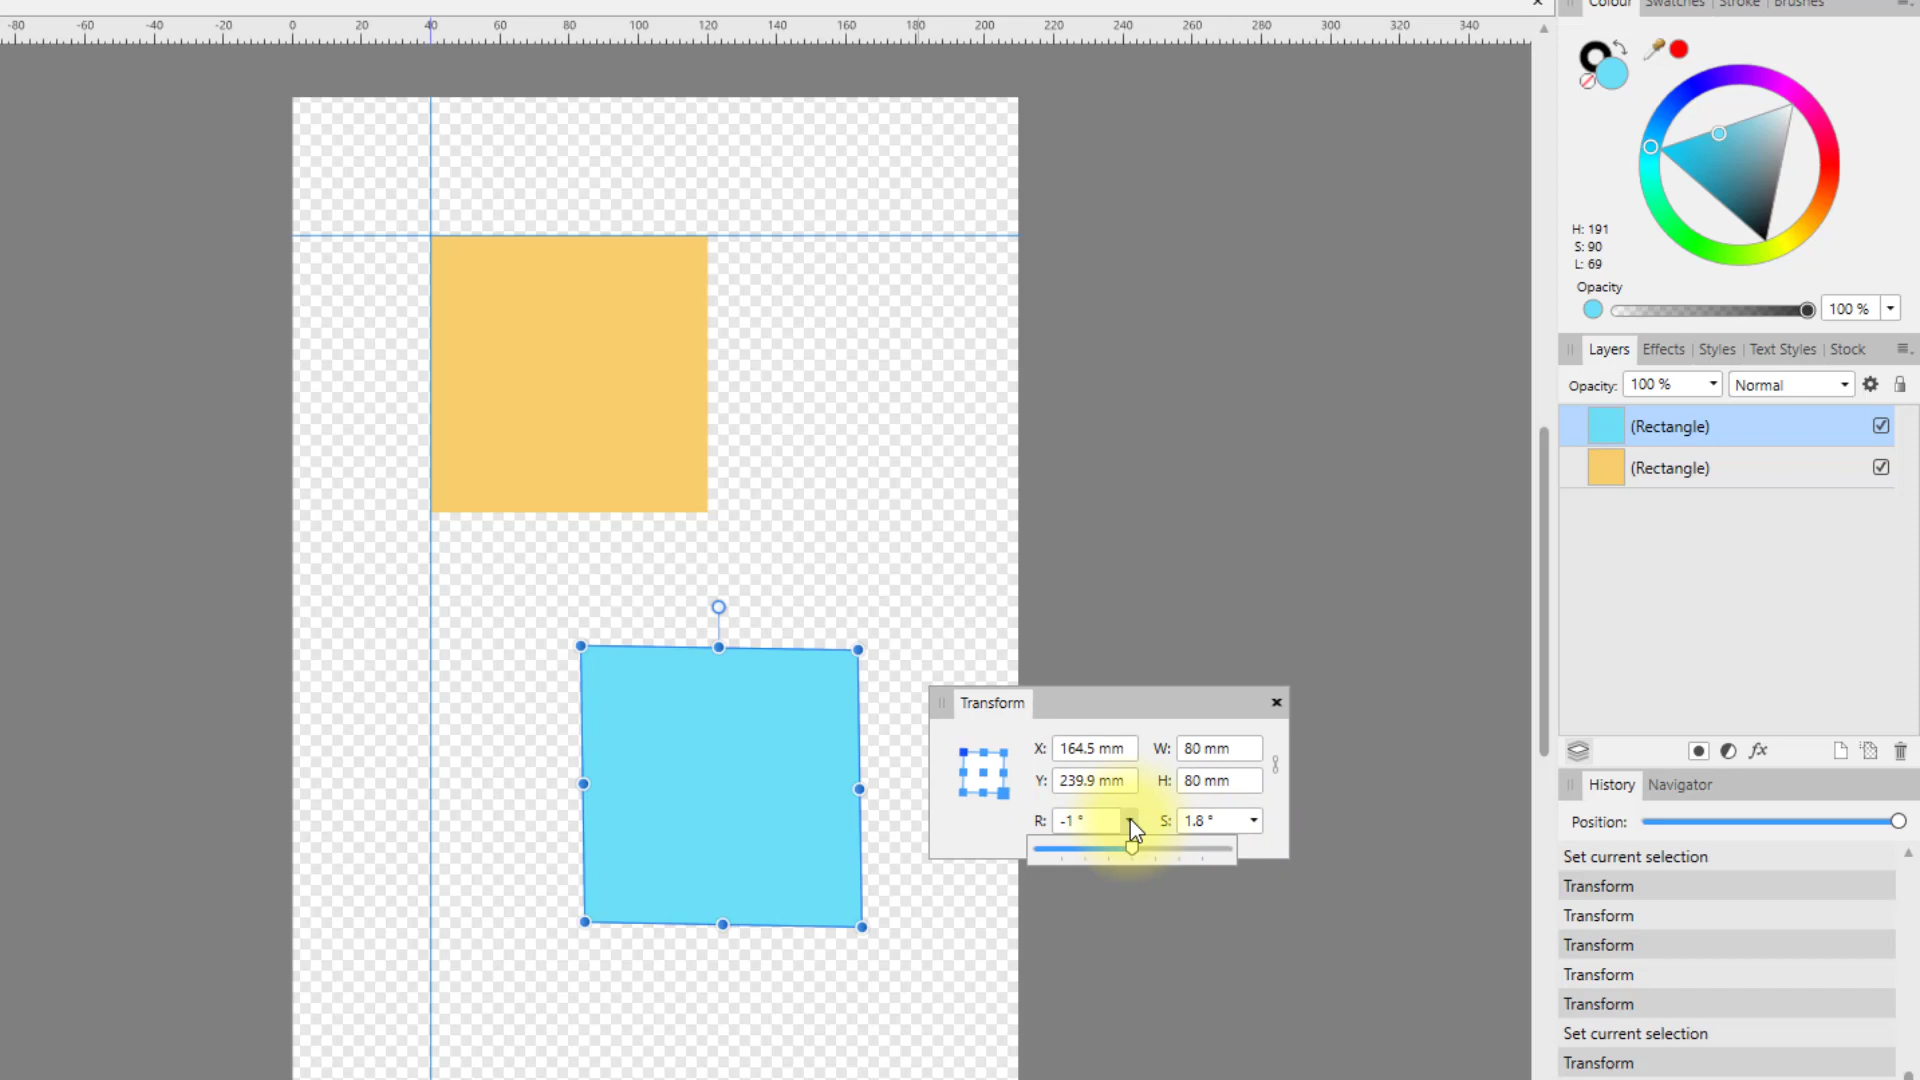 Colour Swatches Stroke Brushes
-80 -60 -40 -20 0 20 40 60 80 100 120 140 160 180 200 220 240 260 280 300 320 340
H: 191
S: 90
L: 69
Opacity
100 %
Layers Effects Styles Text Styles Stock
Opacity: 100 % Normal
(Rectangle)
(Rectangle)
Transform
X: 164.5 mm W: 80 mm
Y: 239.9 mm H: 80 mm
R: -1 ° S: 1.8 °
fx
History Navigator
Position:
Set current selection
Transform
Transform
Transform
Transform
Transform
Set current selection
Transform